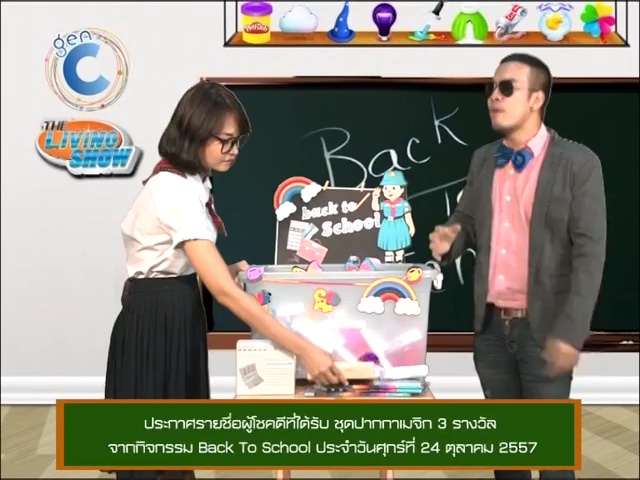 gen
C
THE
LIVING
SHOW
Play-Doh
Back
To
back to
School
ประกาศรายชื่อผู้โชคดีที่ได้รับ ชุดปากกาเมจิก 3 รางวัล
จากกิจกรรม Back To School ประจำวันศุกร์ที่ 24 ตุลาคม 2557